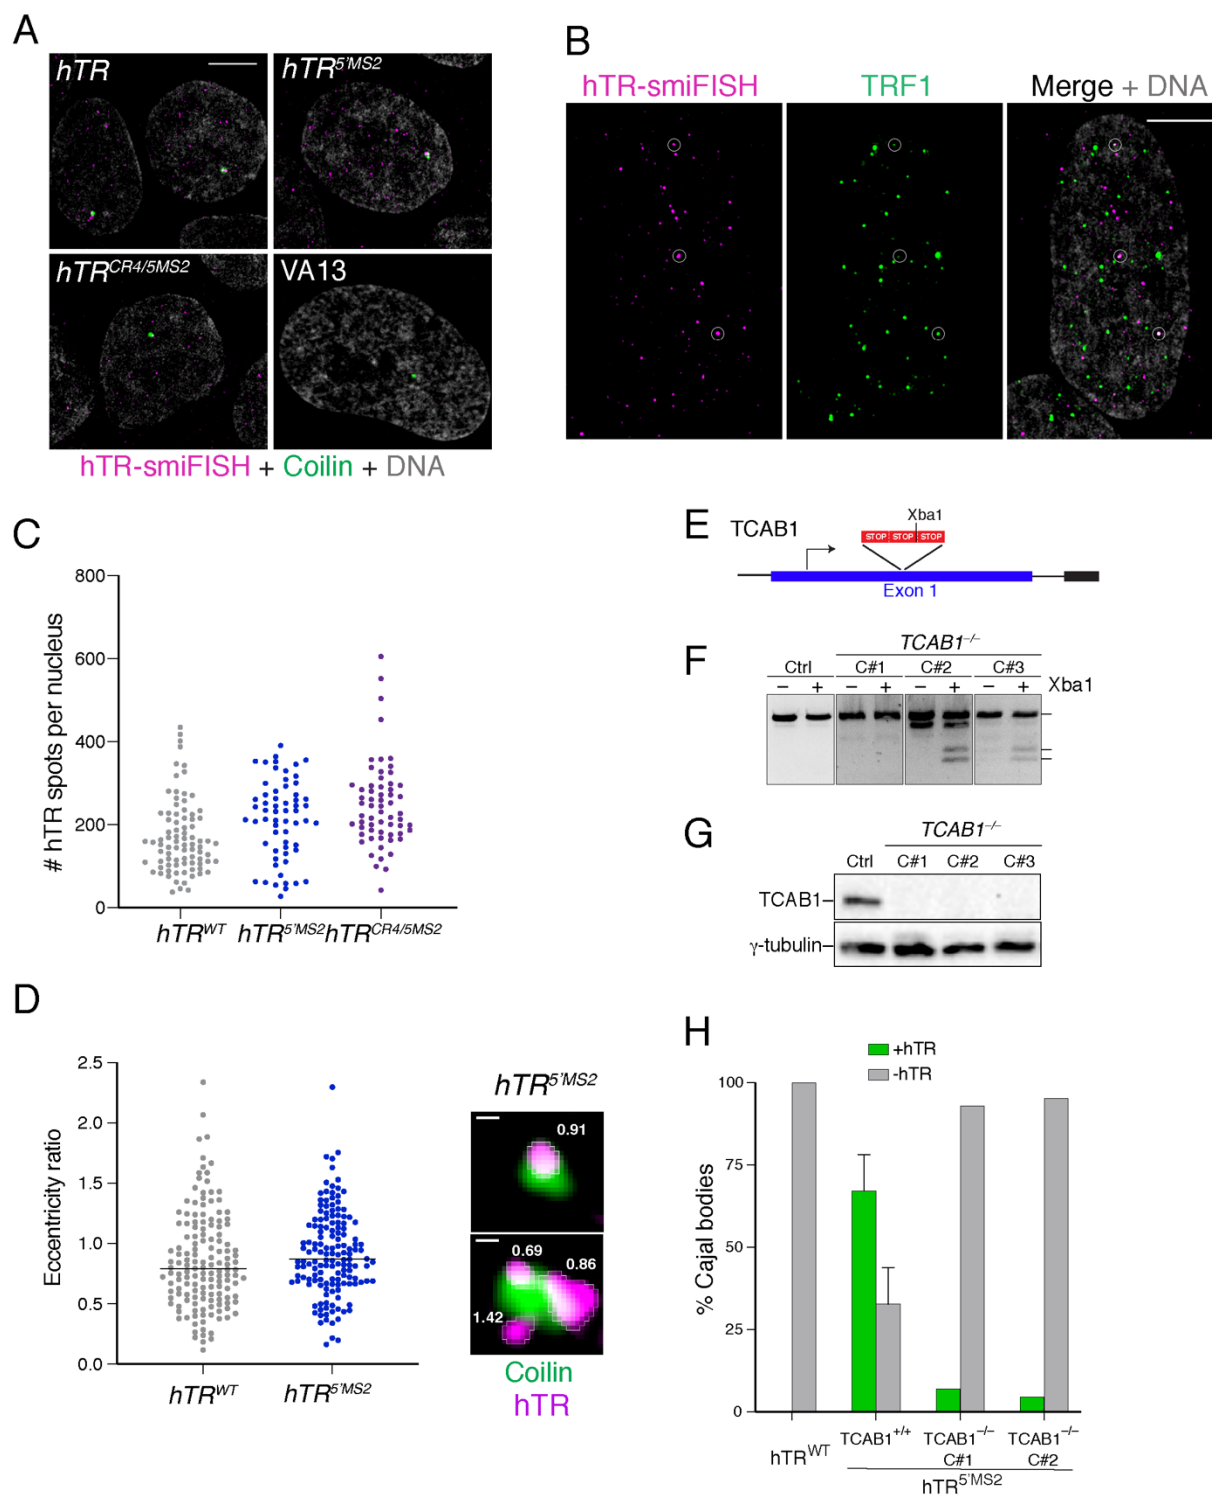 A
hTR
hTR5'MS2
hTRCR4/5MS2
VA13
hTR-smiFISH + Coilin + DNA
B
hTR-smiFISH
TRF1
Merge + DNA
C
# hTR spots per nucleus
800
600
400
200
0
hTRWT
hTR5'MS2
hTRCR4/5MS2
D
Eccentricity ratio
2.5
2.0
1.5
1.0
0.5
0.0
hTRWT
hTR5'MS2
hTR5'MS2
0.91
0.69
0.86
1.42
Coilin
hTR
E
TCAB1
Xba1
STOP STOP STOP
Exon 1
F
TCAB1–/–
Ctrl C#1 C#2 C#3
– + – + – + – + Xba1
G
TCAB1–/–
Ctrl C#1 C#2 C#3
TCAB1
γ-tubulin
H
+hTR
-hTR
% Cajal bodies
100
75
50
25
0
hTRWT
TCAB1+/+
TCAB1–/–
C#1
TCAB1–/–
C#2
hTR5'MS2